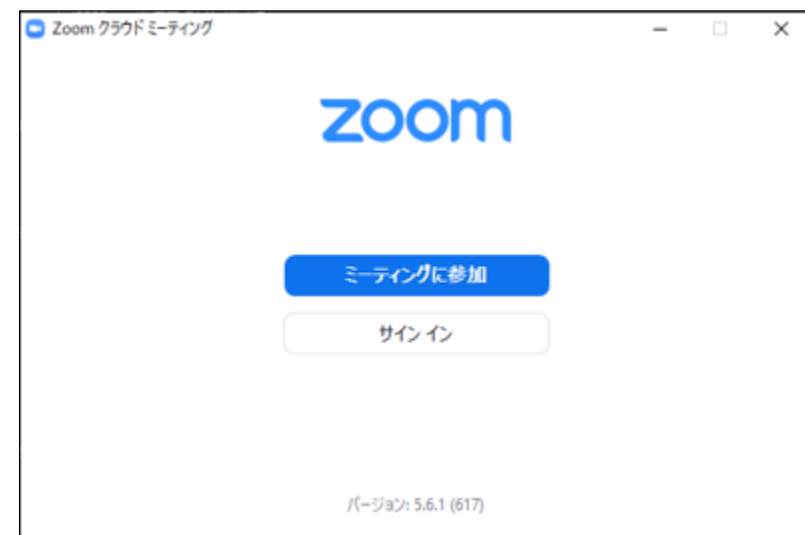 Zoom クラウド ミーティング
zoom
ミーティングに参加
サイン イン
バージョン: 5.6.1 (617)